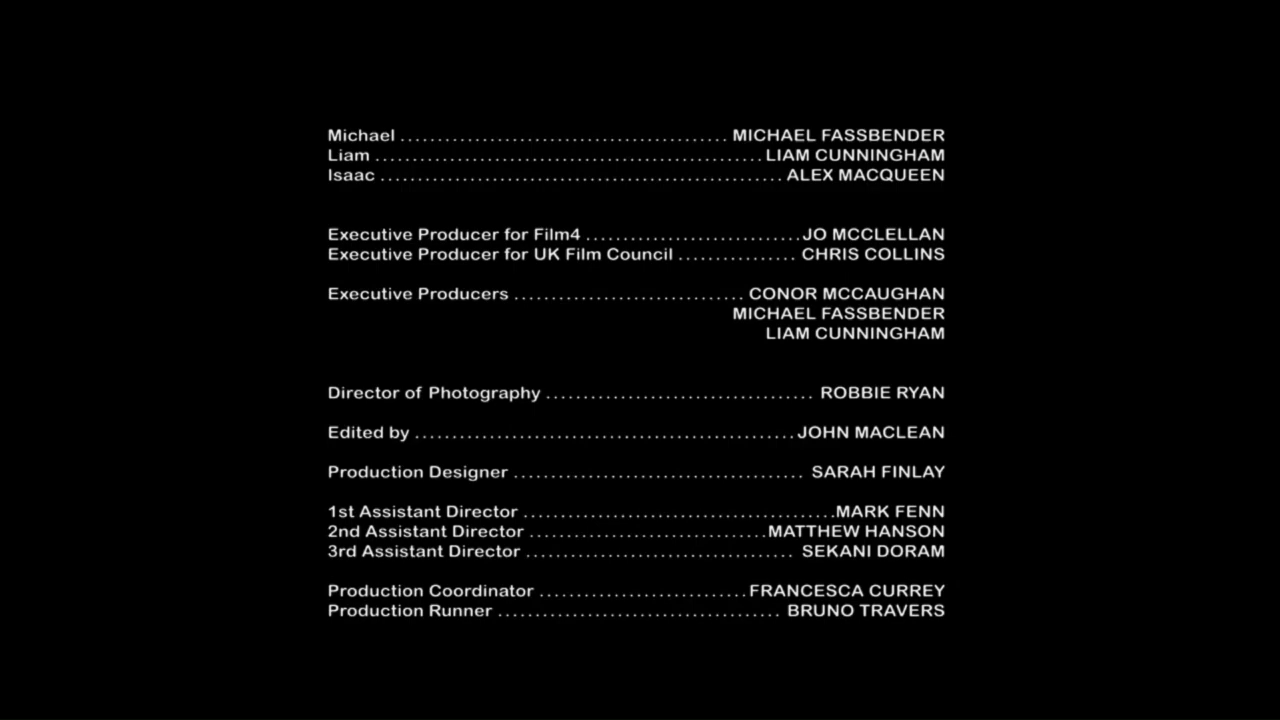 Michael ........................................... MICHAEL FASSBENDER
Liam ................................................... LIAM CUNNINGHAM
Isaac ..................................................... ALEX MACQUEEN
Executive Producer for Film4 ............................. JO MCCLELLAN
Executive Producer for UK Film Council ................ CHRIS COLLINS
Executive Producers ............................... CONOR MCCAUGHAN
MICHAEL FASSBENDER
LIAM CUNNINGHAM
Director of Photography .................................... ROBBIE RYAN
Edited by ................................................... JOHN MACLEAN
Production Designer ....................................... SARAH FINLAY
1st Assistant Director .......................................... MARK FENN
2nd Assistant Director ................................ MATTHEW HANSON
3rd Assistant Director .................................... SEKANI DORAM
Production Coordinator ............................ FRANCESCA CURREY
Production Runner ...................................... BRUNO TRAVERS